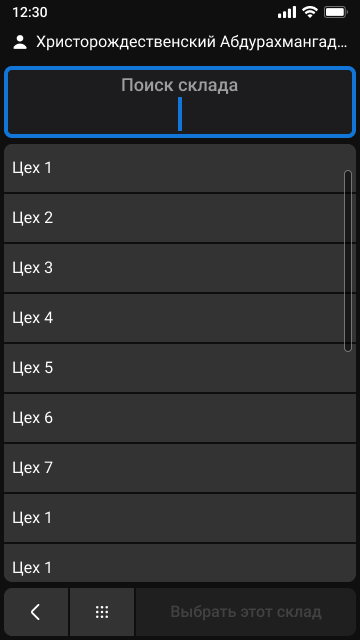 12:30
Христорождественский Абдурахмангад...
Поиск склада
Цех 1
Цех 2
Цех 3
Цех 4
Цех 5
Цех 6
Цех 7
Цех 1
Цех 1
Выбрать этот склад